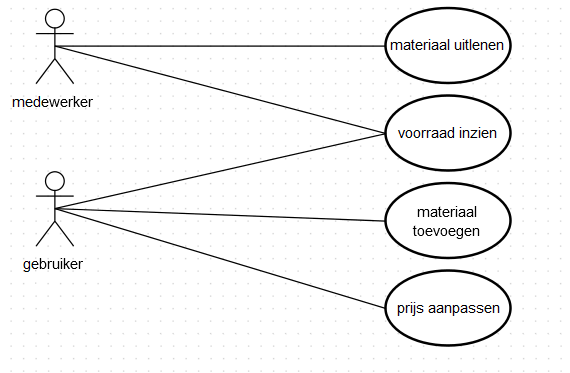 materiaal uitlenen
medewerker
voorraad inzien
materiaal
toevoegen
gebruiker
prijs aanpassen